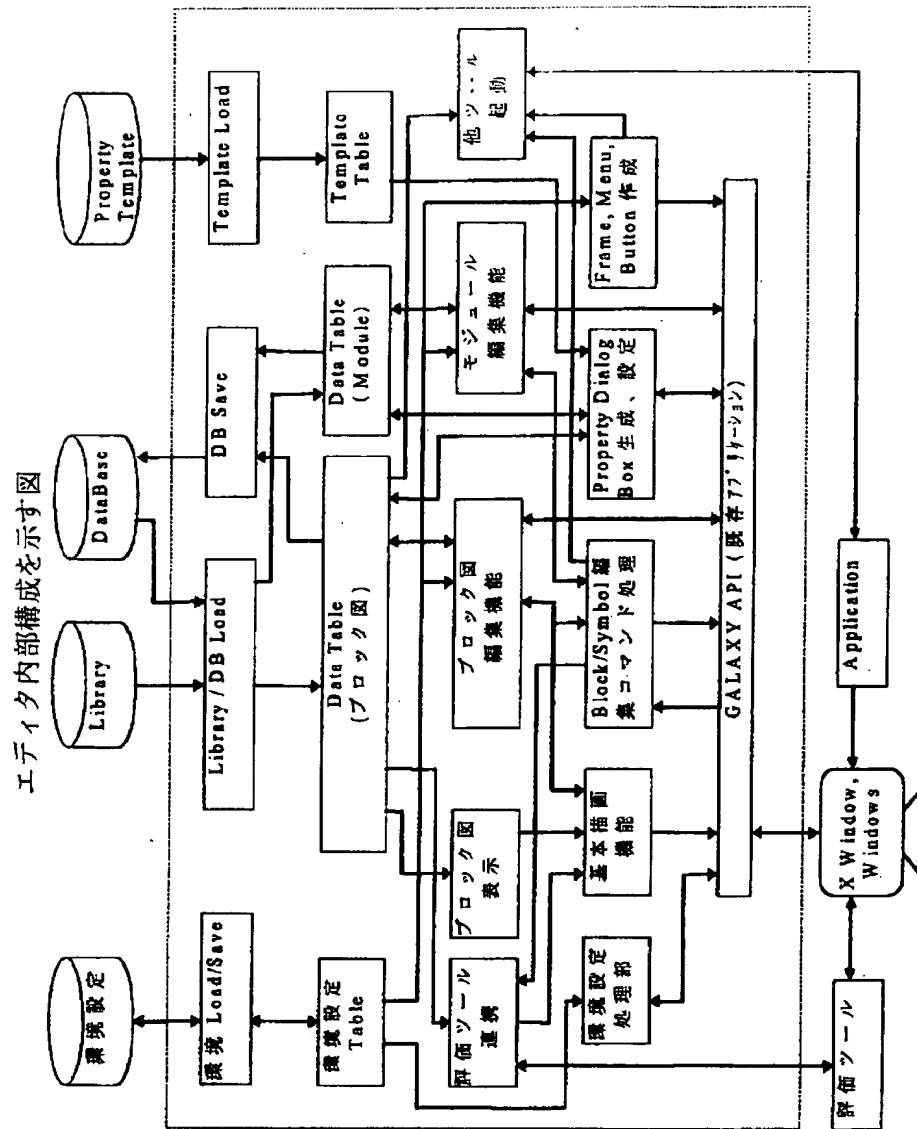 エディタ内部構成を示す図
環境設定
Library
DataBase
Property
Template
環境 Load/Save
Library / DB Load
DB Save
Template Load
環境設定
Table
Data Table
(ブロック図)
Data Table
(Module)
Template
Table
評価ツール
連携
ブロック図
表示
ブロック図
編集機能
モジュール
編集機能
他ツール
起動
環境設定
処理部
基本描画
機能
Block/Symbol 編
集コマンド処理
Property Dialog
Box 生成、設定
Frame, Menu,
Button 作成
GALAXY API (既存アプリケーション)
評価ツール
X Window,
Windows
Application